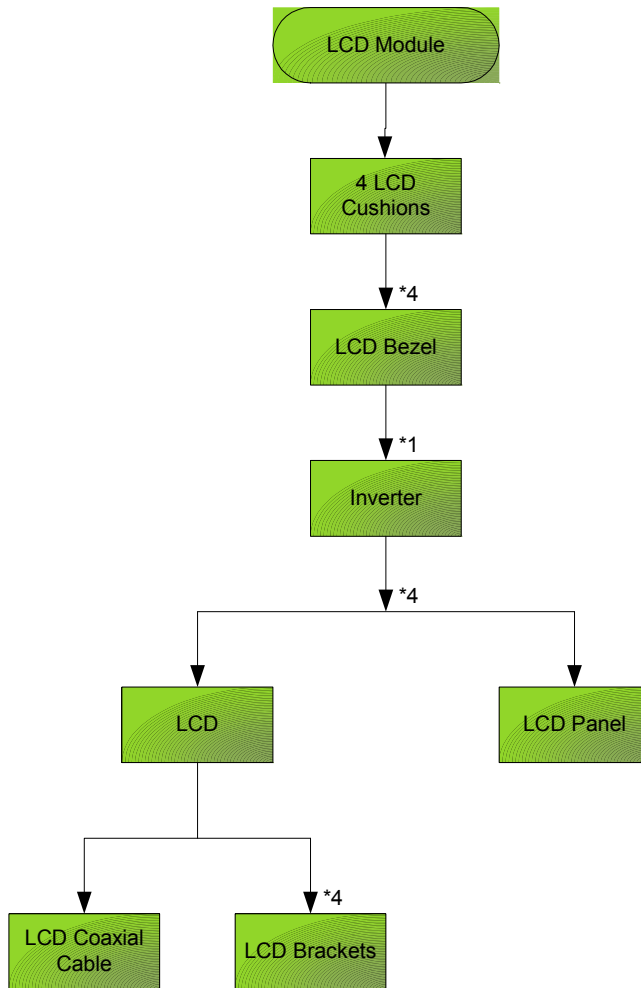 LCD Module
4 LCD
Cushions
*4
LCD Bezel
*1
Inverter
*4
LCD
LCD Panel
*4
LCD Coaxial
Cable
LCD Brackets